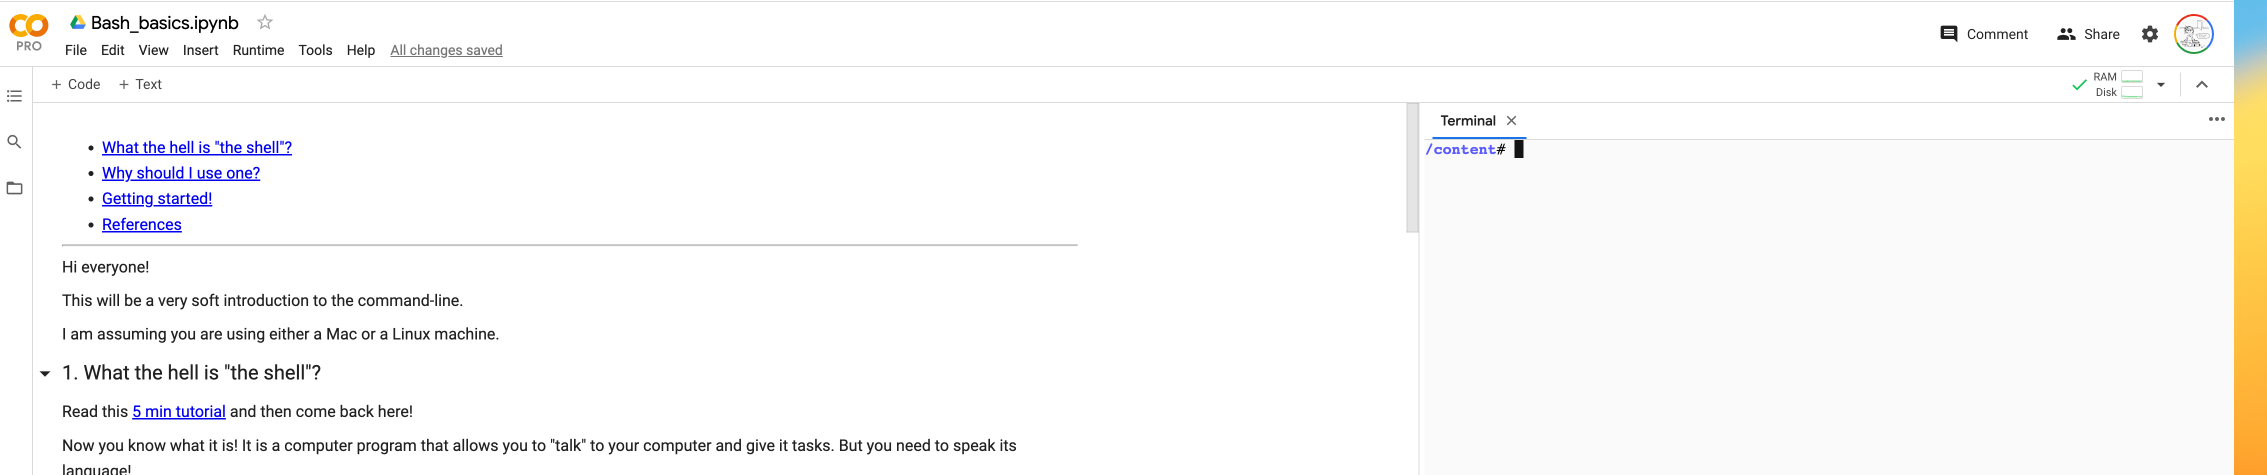 Bash_basics.ipynb
PRO
File Edit View Insert Runtime Tools Help All changes saved
Comment Share
+ Code + Text
RAM
Disk
What the hell is "the shell"?
Why should I use one?
Getting started!
References
Hi everyone!
This will be a very soft introduction to the command-line.
I am assuming you are using either a Mac or a Linux machine.
1. What the hell is "the shell"?
Read this 5 min tutorial and then come back here!
Now you know what it is! It is a computer program that allows you to "talk" to your computer and give it tasks. But you need to speak its
language!
Terminal
/content#